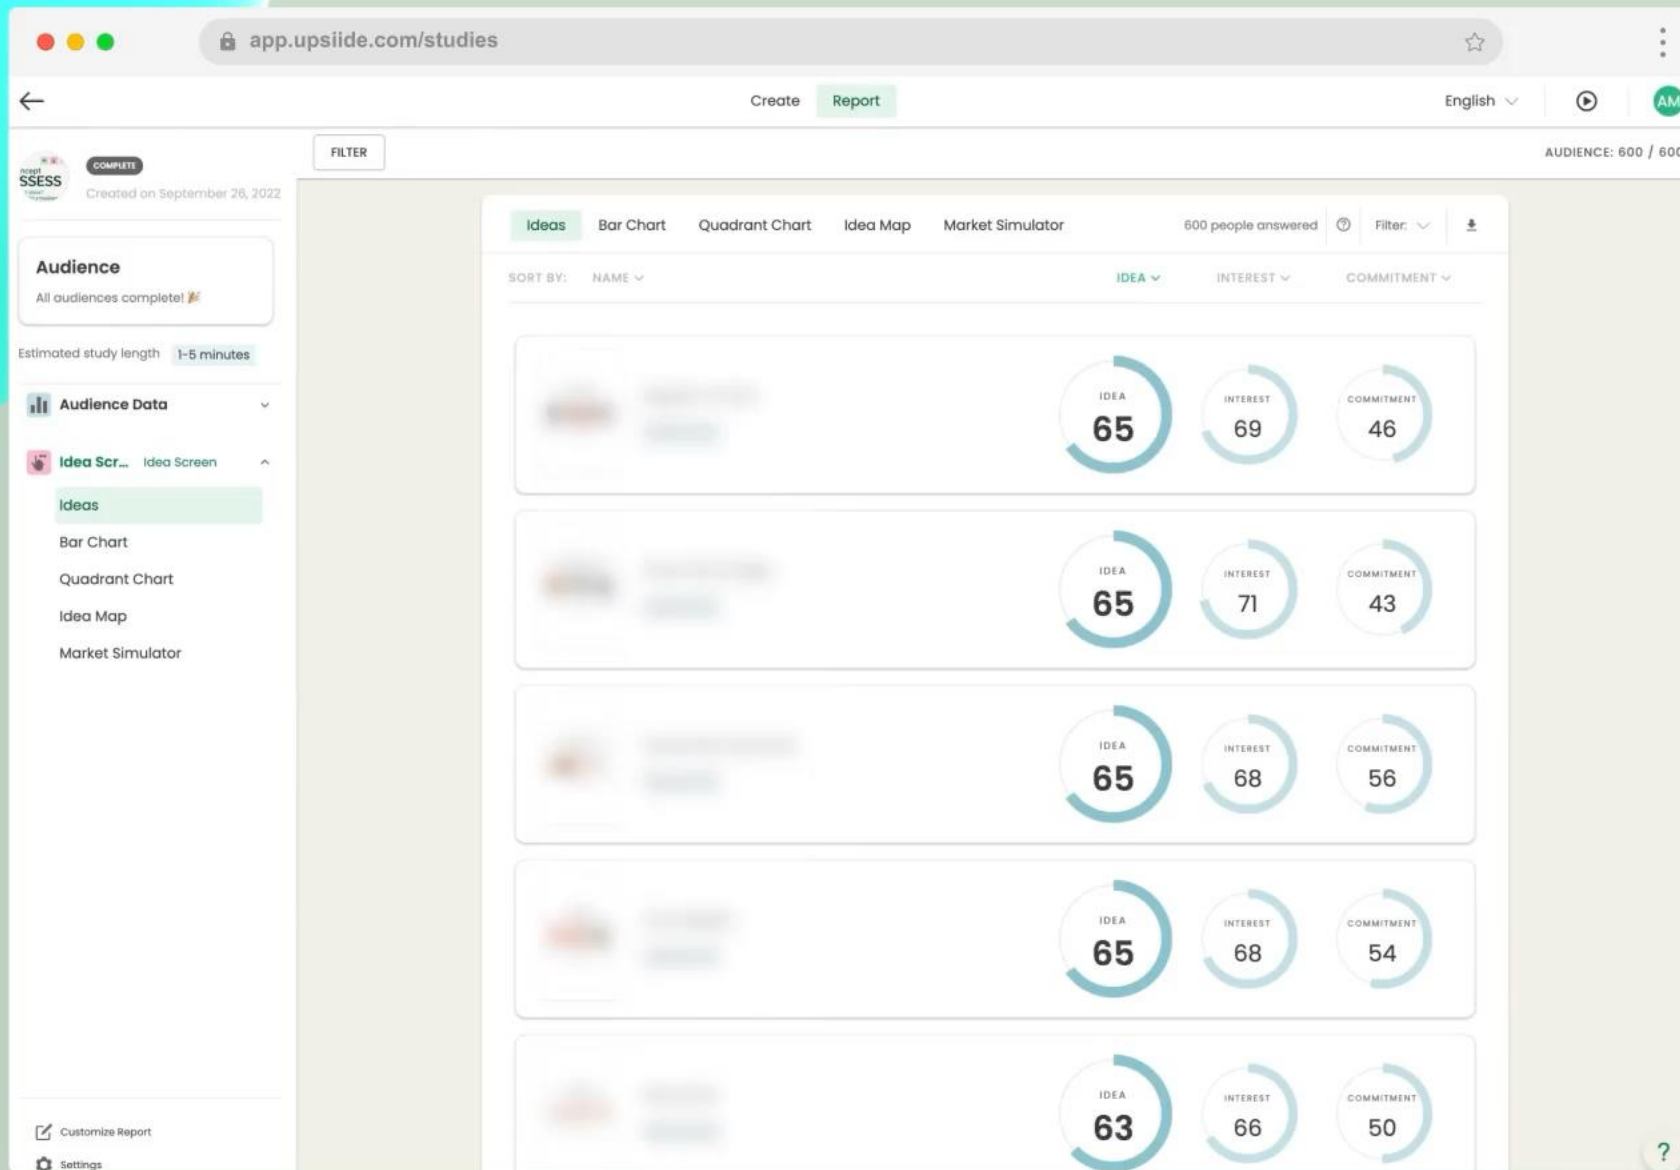 app.upsiide.com/studies
Create Report English AM
COMPLETE
SSESS
Created on September 26, 2022
FILTER
AUDIENCE: 600 / 600
Audience
All audiences complete!
Estimated study length 1-5 minutes
Audience Data
Idea Scr... Idea Screen
Ideas
Bar Chart
Quadrant Chart
Idea Map
Market Simulator
Customize Report
Settings
Ideas Bar Chart Quadrant Chart Idea Map Market Simulator 600 people answered Filter:
SORT BY: NAME IDEA INTEREST COMMITMENT
IDEA INTEREST COMMITMENT
65 69 46
IDEA INTEREST COMMITMENT
65 71 43
IDEA INTEREST COMMITMENT
65 68 56
IDEA INTEREST COMMITMENT
65 68 54
IDEA INTEREST COMMITMENT
63 66 50
?